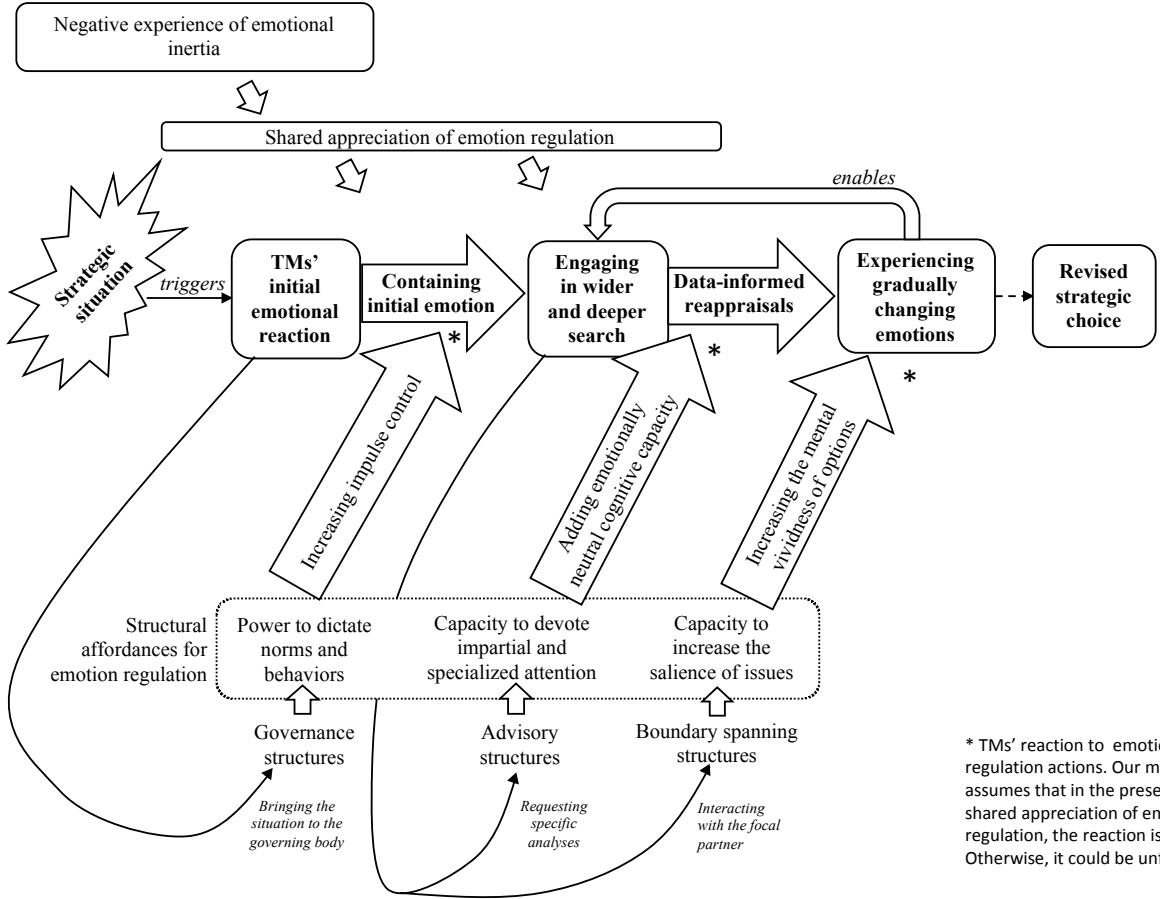 Negative experience of emotional
inertia
Shared appreciation of emotion regulation
enables
Strategic
situation
triggers
TMs’
initial
emotional
reaction
Containing
initial emotion
*
Engaging
in wider
and deeper
search
Data-informed
reappraisals
*
Experiencing
gradually
changing
emotions
*
Revised
strategic
choice
Increasing impulse control
Adding emotionally
neutral cognitive capacity
Increasing the mental
vividness of options
Structural
affordances for
emotion regulation
Power to dictate
norms and
behaviors
Capacity to devote
impartial and
specialized attention
Capacity to
increase the
salience of issues
Governance
structures
Advisory
structures
Boundary spanning
structures
Bringing the
situation to the
governing body
Requesting
specific
analyses
Interacting
with the focal
partner
* TMs’ reaction to
regulation actions. Our
assumes that in the
shared appreciation of
regulation, the reaction is
Otherwise, it could be